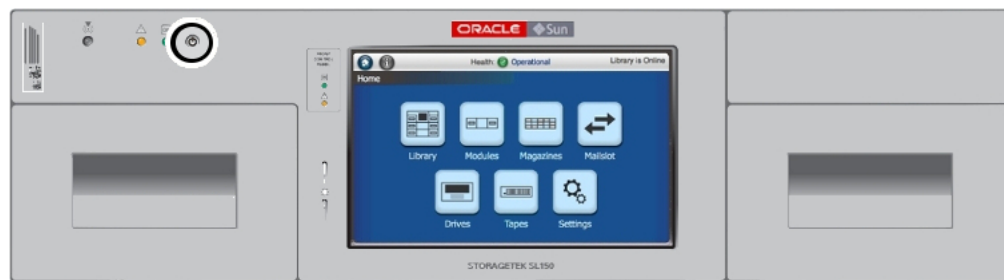 ORACLE Sun
Health: Operational
Library is Online
Home
Library
Modules
Magazines
Mailslot
Drives
Tapes
Settings
STORAGETEK SL150